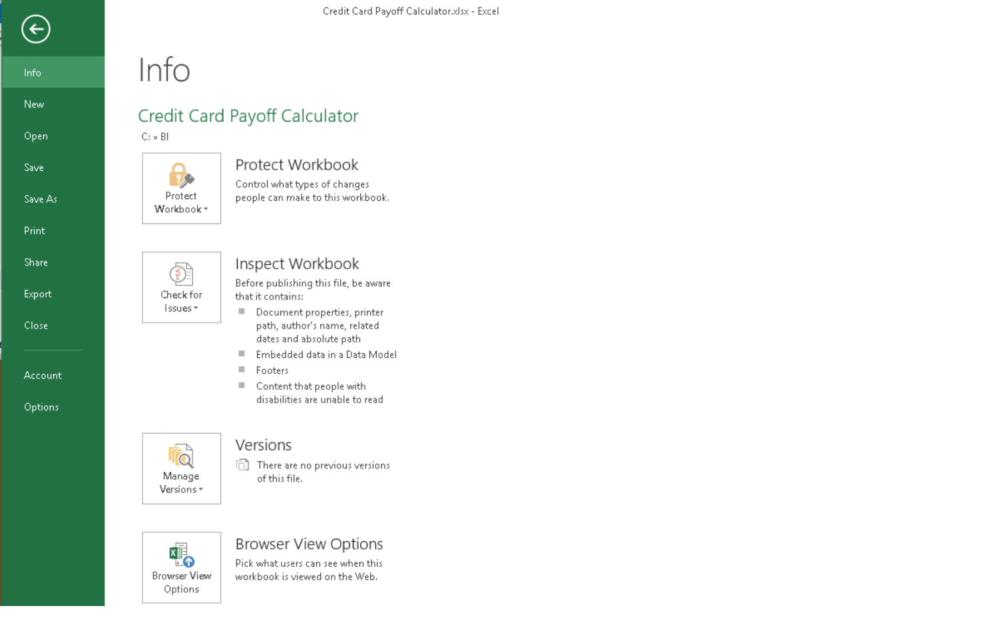 Credit Card Payoff Calculator.xlsx - Excel
Info
New
Open
Save
Save As
Print
Share
Export
Close
Account
Options
Info
Credit Card Payoff Calculator
C: » BI
Protect
Workbook
Protect Workbook
Control what types of changes
people can make to this workbook.
Check for
Issues
Inspect Workbook
Before publishing this file, be aware
that it contains:
Document properties, printer
path, author's name, related
dates and absolute path
Embedded data in a Data Model
Footers
Content that people with
disabilities are unable to read
Manage
Versions
Versions
There are no previous versions
of this file.
Browser View
Options
Browser View Options
Pick what users can see when this
workbook is viewed on the Web.